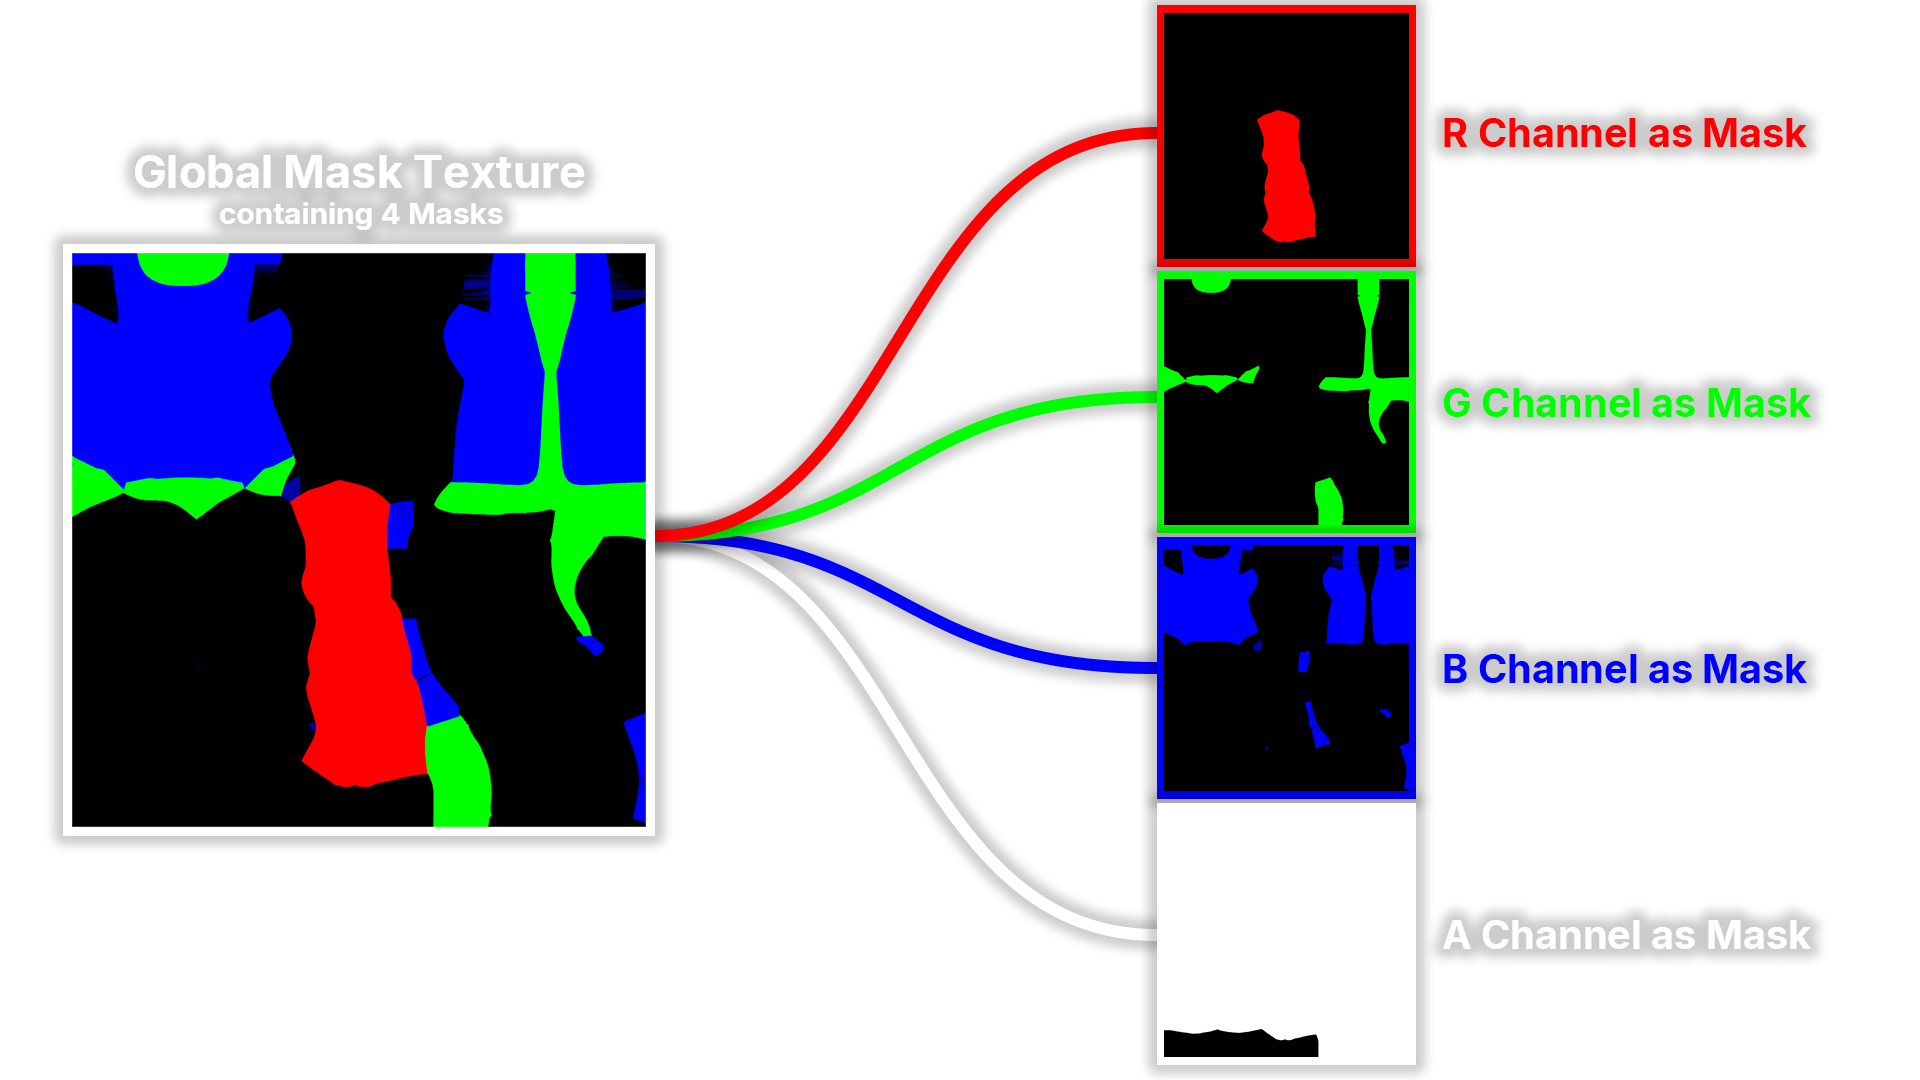 Global Mask Texture
containing 4 Masks
R Channel as Mask
G Channel as Mask
B Channel as Mask
A Channel as Mask